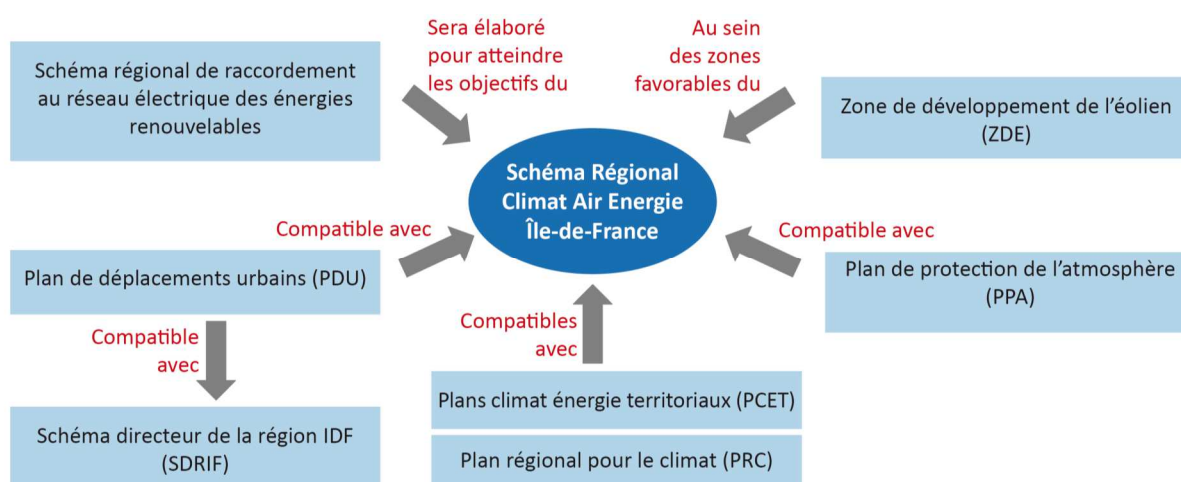 Sera élaboré
pour atteindre
les objectifs du
Au sein
des zones
favorables du
Schéma régional de raccordement
au réseau électrique des énergies
renouvelables
Zone de développement de l’éolien
(ZDE)
Schéma Régional
Climat Air Energie
Île-de-France
Compatible avec
Compatible avec
Plan de déplacements urbains (PDU)
Plan de protection de l’atmosphère
(PPA)
Compatible
avec
Compatibles
avec
Plans climat énergie territoriaux (PCET)
Schéma directeur de la région IDF
(SDRIF)
Plan régional pour le climat (PRC)